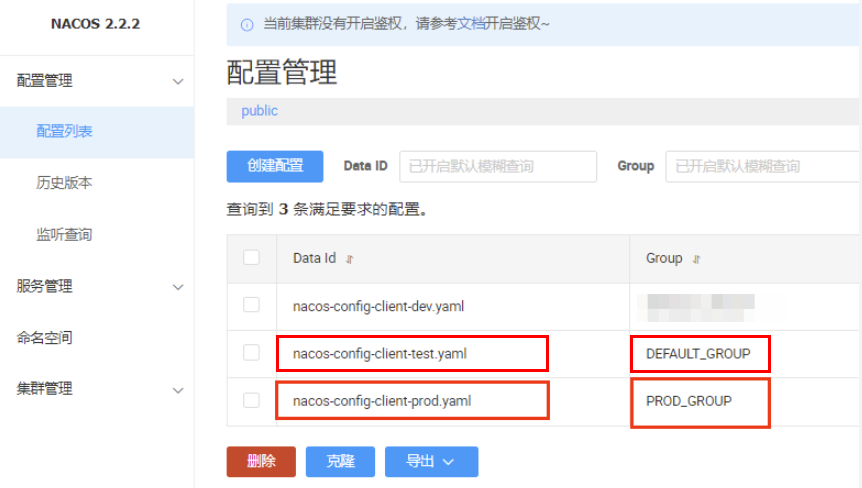 NACOS 2.2.2
配置管理
配置列表
历史版本
监听查询
服务管理
命名空间
集群管理
当前集群没有开启鉴权，请参考文档开启鉴权~
配置管理
public
创建配置 Data ID 已开启默认模糊查询 Group 已开启默认模糊查询
查询到 3 条满足要求的配置。
Data Id Group
nacos-config-client-dev.yaml
nacos-config-client-test.yaml DEFAULT_GROUP
nacos-config-client-prod.yaml PROD_GROUP
删除 克隆 导出